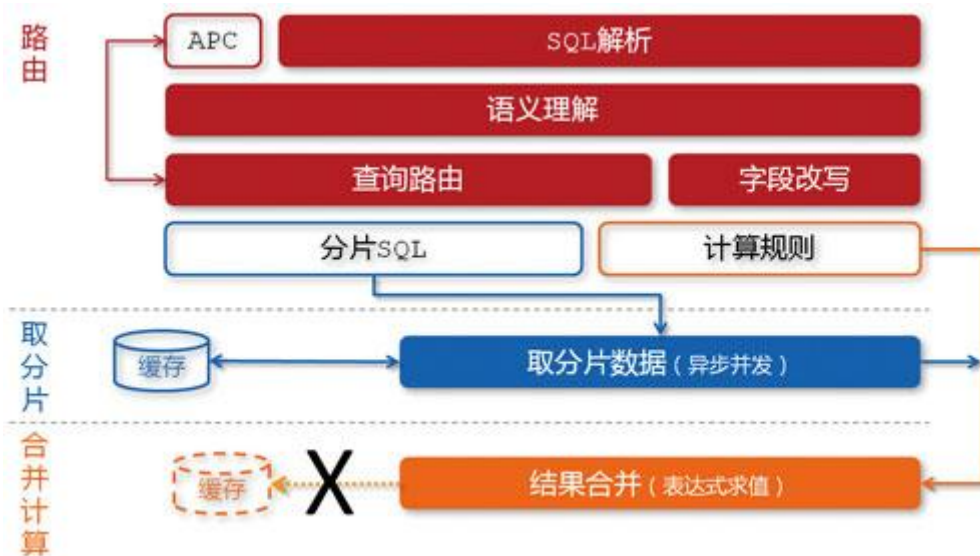 路由
APC
SQL解析
语义理解
查询路由
字段改写
分片SQL
计算规则
取分片
缓存
取分片数据(异步并发)
合并计算
缓存
X
结果合并(表达式求值)